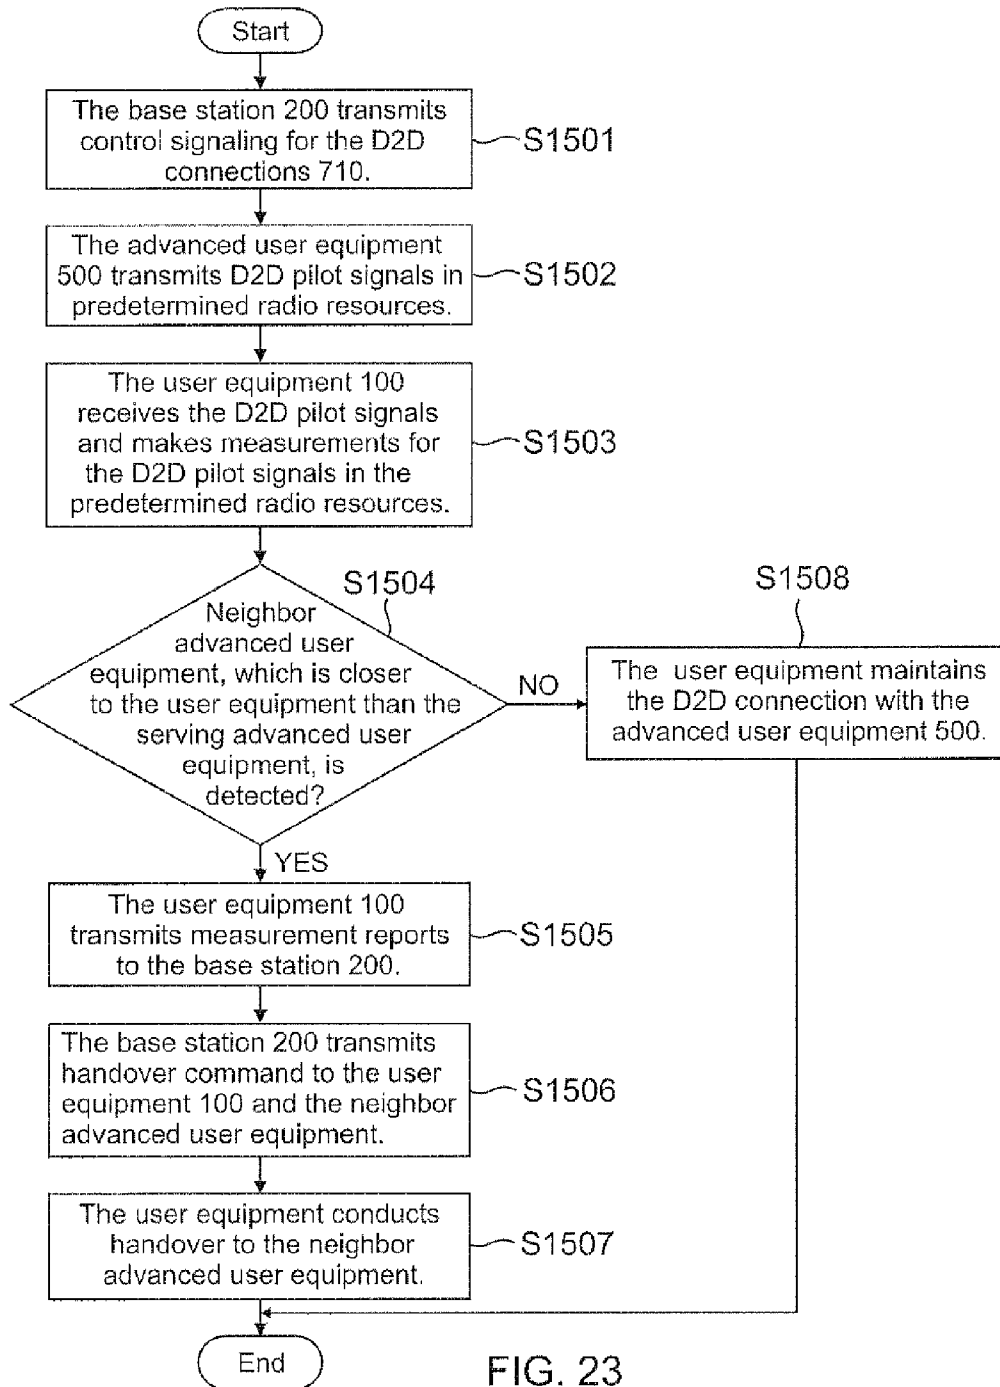 Start
The base station 200 transmits
control signaling for the D2D
connections 710.
S1501
The advanced user equipment
500 transmits D2D pilot signals in
predetermined radio resources.
S1502
The user equipment 100
receives the D2D pilot signals
and makes measurements for
the D2D pilot signals in the
predetermined radio resources.
S1503
S1504
Neighbor
advanced user
equipment, which is closer
to the user equipment than the
serving advanced user
equipment, is
detected?
NO
S1508
The user equipment maintains
the D2D connection with the
advanced user equipment 500.
YES
The user equipment 100
transmits measurement reports
to the base station 200.
S1505
The base station 200 transmits
handover command to the user
equipment 100 and the neighbor
advanced user equipment.
S1506
The user equipment conducts
handover to the neighbor
advanced user equipment.
S1507
End
FIG. 23